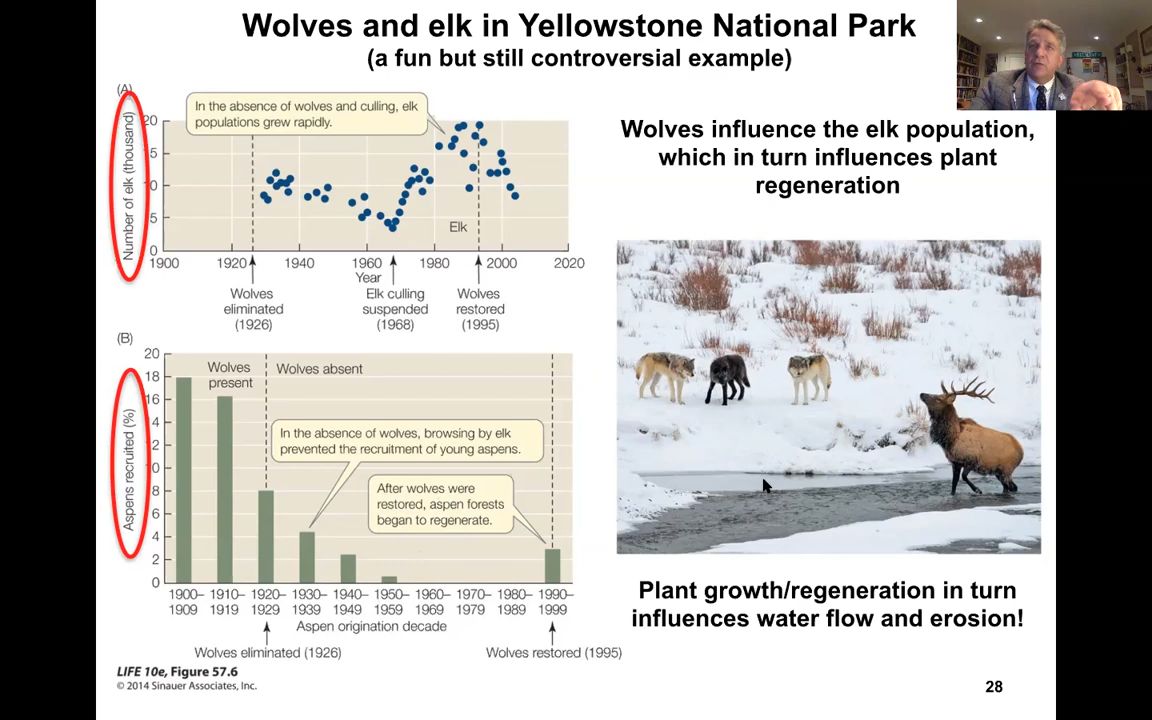 Wolves and elk in Yellowstone National Park
(a fun but still controversial example)
(A)
Number of elk (thousand)
20
15
10
5
0
In the absence of wolves and culling, elk
populations grew rapidly.
Elk
1900
1920
1940
1960
1980
2000
2020
Year
Wolves
eliminated
(1926)
Elk culling
suspended
(1968)
Wolves
restored
(1995)
(B)
Aspens recruited (%)
20
18
16
14
12
10
8
6
4
2
0
Wolves
present
Wolves absent
In the absence of wolves, browsing by elk
prevented the recruitment of young aspens.
After wolves were
restored, aspen forests
began to regenerate.
1900–
1909
1910–
1919
1920–
1929
1930–
1939
1940–
1949
1950–
1959
1960–
1969
1970–
1979
1980–
1989
1990–
1999
Aspen origination decade
Wolves eliminated (1926)
Wolves restored (1995)
LIFE 10e, Figure 57.6
© 2014 Sinauer Associates, Inc.
Wolves influence the elk population,
which in turn influences plant
regeneration
Plant growth/regeneration in turn
influences water flow and erosion!
28